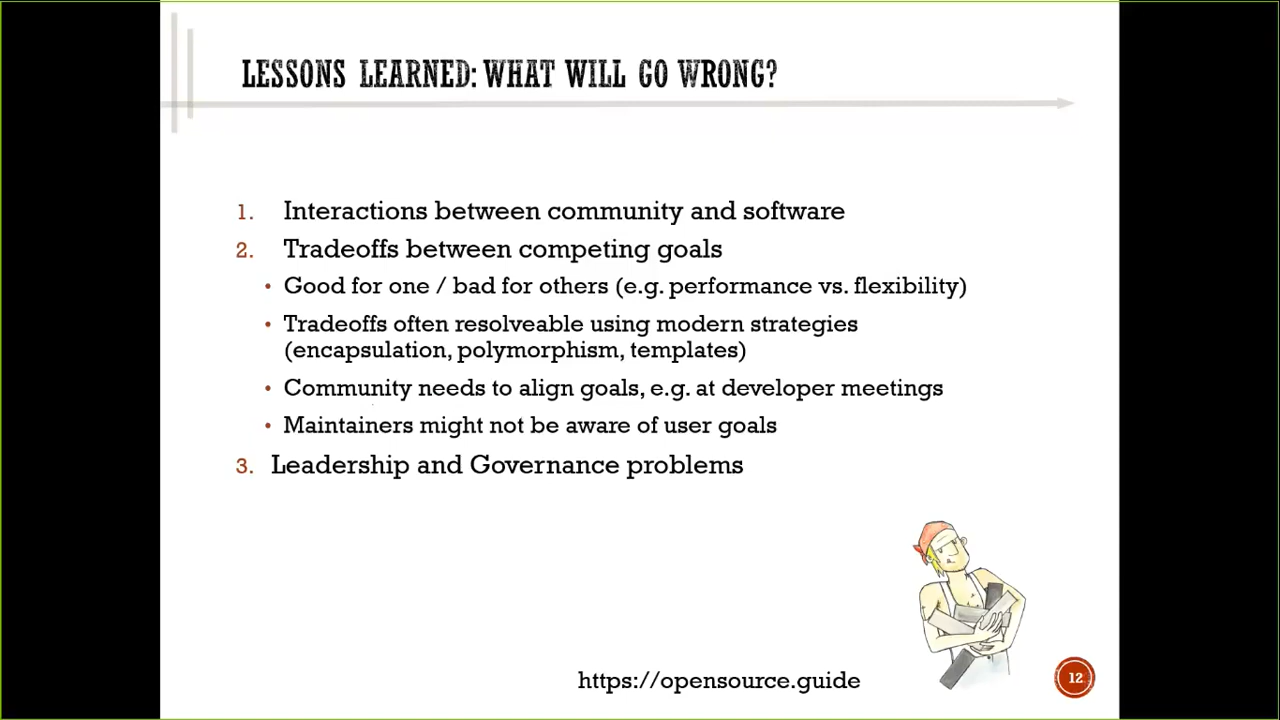 LESSONS LEARNED: WHAT WILL GO WRONG?
1. Interactions between community and software
2. Tradeoffs between competing goals
• Good for one / bad for others (e.g. performance vs. flexibility)
• Tradeoffs often resolveable using modern strategies
(encapsulation, polymorphism, templates)
• Community needs to align goals, e.g. at developer meetings
• Maintainers might not be aware of user goals
3. Leadership and Governance problems
https://opensource.guide
12